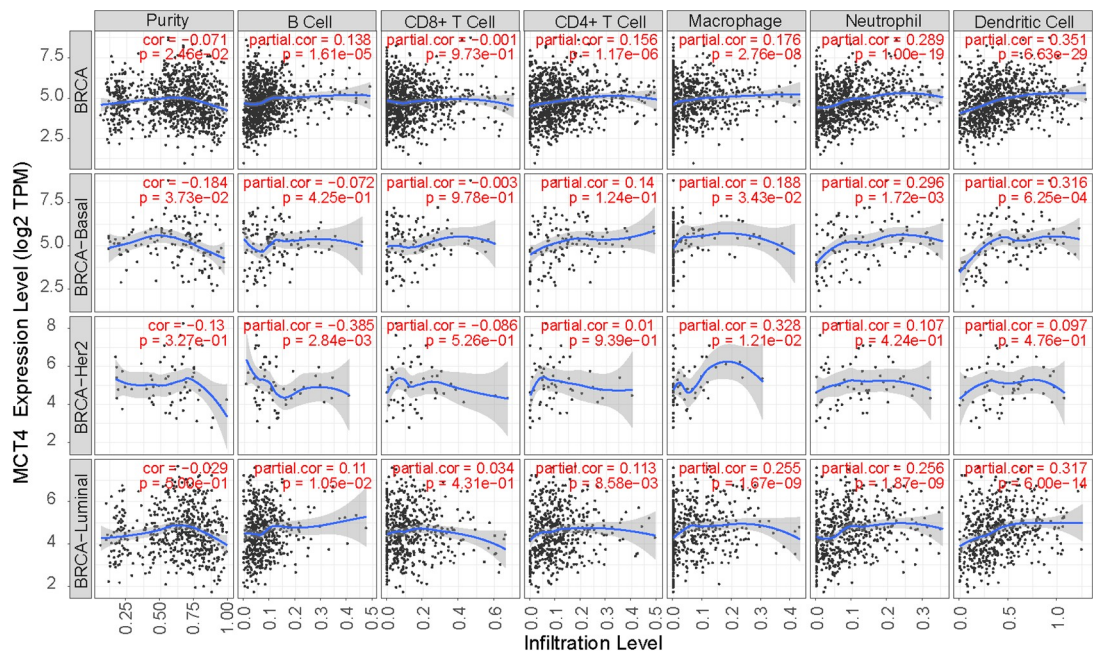 Purity B Cell CD8+ T Cell CD4+ T Cell Macrophage Neutrophil Dendritic Cell
MCT4 Expression Level (log2 TPM)
BRCA
7.5
5.0
2.5
cor = −0.071
p = 2.46e−02
partial.cor = 0.138
p = 1.61e−05
partial.cor = −0.001
p = 9.73e−01
partial.cor = 0.156
p = 1.17e−06
partial.cor = 0.176
p = 2.76e−08
partial.cor = 0.289
p = 1.00e−19
partial.cor = 0.351
p = 6.63e−29
BRCA−Basal
7.5
5.0
2.5
cor = −0.184
p = 3.73e−02
partial.cor = −0.072
p = 4.25e−01
partial.cor = −0.003
p = 9.78e−01
partial.cor = 0.14
p = 1.24e−01
partial.cor = 0.188
p = 3.43e−02
partial.cor = 0.296
p = 1.72e−03
partial.cor = 0.316
p = 6.25e−04
BRCA−Her2
8
6
4
2
cor = −0.13
p = 3.27e−01
partial.cor = −0.385
p = 2.84e−03
partial.cor = −0.086
p = 5.26e−01
partial.cor = 0.01
p = 9.39e−01
partial.cor = 0.328
p = 1.21e−02
partial.cor = 0.107
p = 4.24e−01
partial.cor = 0.097
p = 4.76e−01
BRCA−Luminal
6
4
2
cor = −0.029
partial.cor = 0.11
p = 1.05e−02
partial.cor = 0.034
p = 4.31e−01
partial.cor = 0.113
p = 8.58e−03
partial.cor = 0.255
p = 1.67e−09
partial.cor = 0.256
p = 1.87e−09
partial.cor = 0.317
p = 6.00e−14
0.25 0.50 0.75 1.00 0.0 0.1 0.2 0.3 0.4 0.5 0.0 0.2 0.4 0.6 0.0 0.1 0.2 0.3 0.4 0.5 0.0 0.1 0.2 0.3 0.4 0.0 0.1 0.2 0.3 0.0 0.5 1.0
Infiltration Level